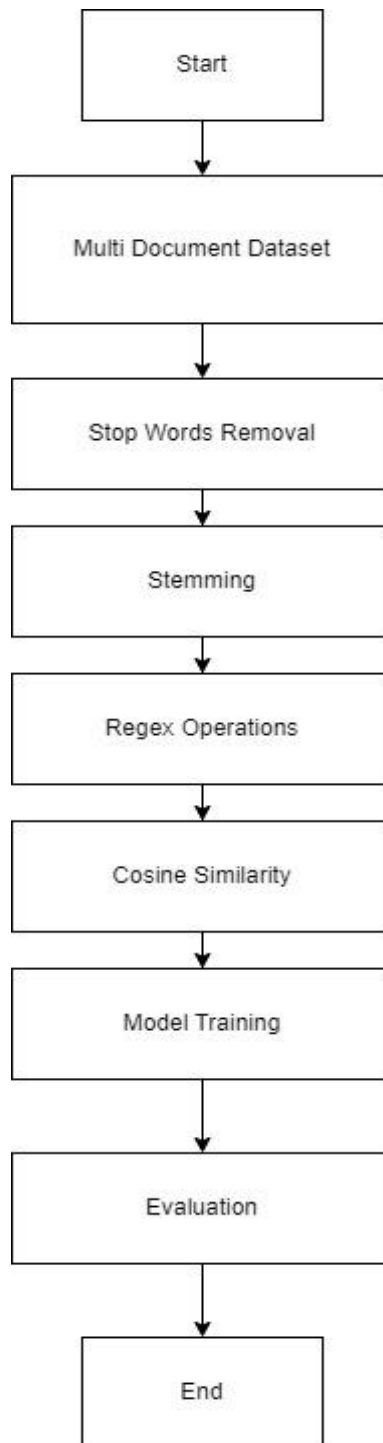 Start
Multi Document Dataset
Stop Words Removal
Stemming
Regex Operations
Cosine Similarity
Model Training
Evaluation
End